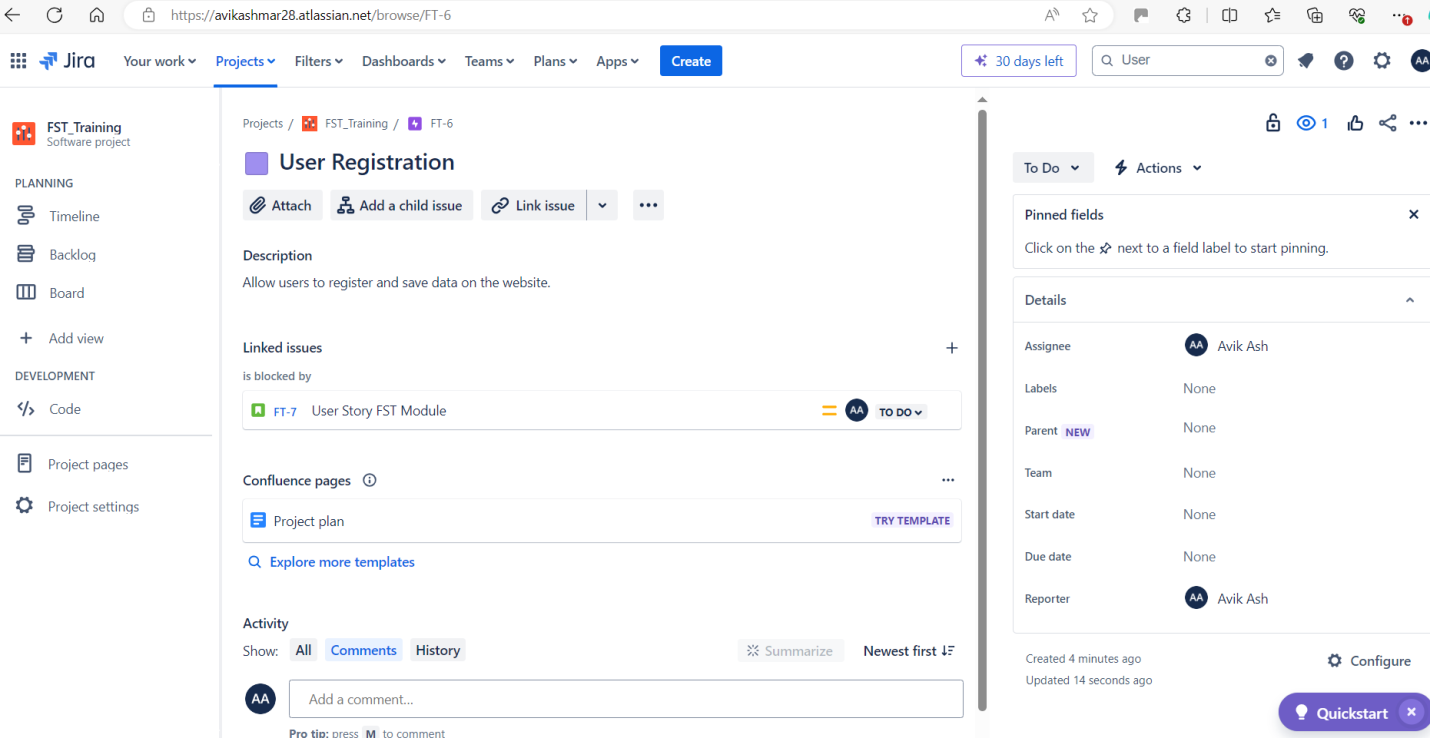 https://avikashmar28.atlassian.net/browse/FT-6
Jira
Your work
Projects
Filters
Dashboards
Teams
Plans
Apps
Create
30 days left
User
AA
FST_Training
Software project
PLANNING
Timeline
Backlog
Board
Add view
DEVELOPMENT
Code
Project pages
Project settings
Projects / FST_Training / FT-6
User Registration
Attach
Add a child issue
Link issue
Description
Allow users to register and save data on the website.
Linked issues
is blocked by
FT-7 User Story FST Module AA TO DO
Confluence pages
Project plan TRY TEMPLATE
Explore more templates
Activity
Show: All Comments History Summarize Newest first
AA Add a comment...
Pro tip: press M to comment
1
To Do
Actions
Pinned fields
Click on the next to a field label to start pinning.
Details
Assignee AA Avik Ash
Labels None
Parent NEW None
Team None
Start date None
Due date None
Reporter AA Avik Ash
Created 4 minutes ago
Updated 14 seconds ago
Configure
Quickstart